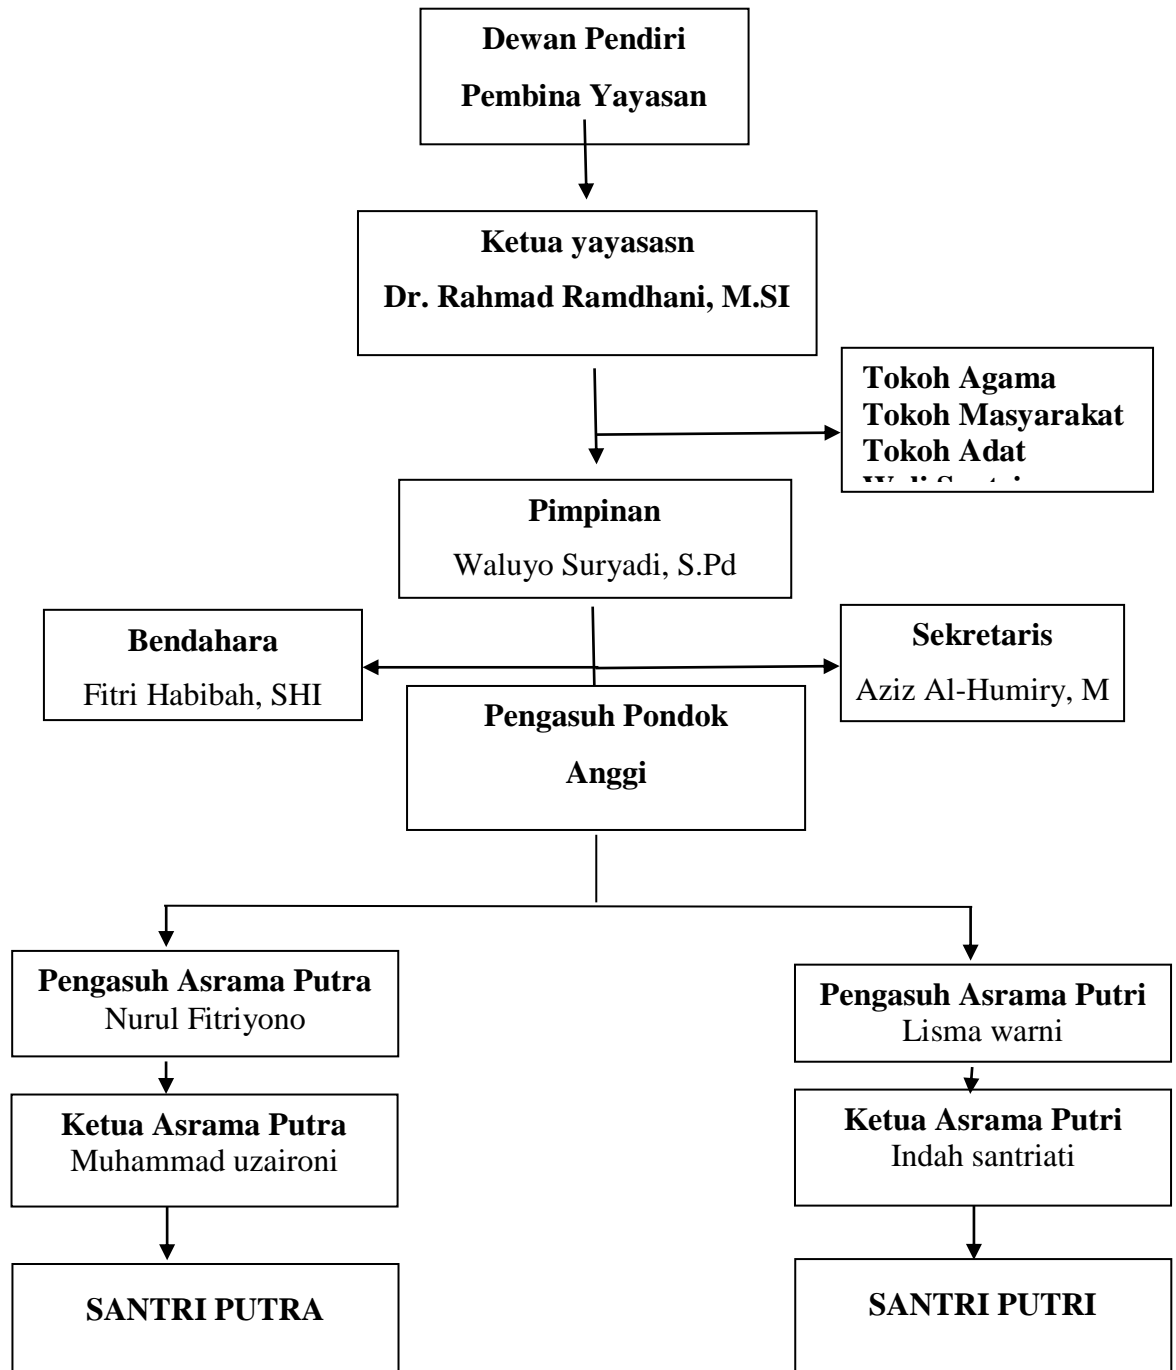 Dewan Pendiri
Pembina Yayasan
Ketua yayasasn
Dr. Rahmad Ramdhani, M.SI
Tokoh Agama
Tokoh Masyarakat
Tokoh Adat
Pimpinan
Waluyo Suryadi, S.Pd
Bendahara
Fitri Habibah, SHI
Sekretaris
Aziz Al-Humiry, M
Pengasuh Pondok
Anggi
Pengasuh Asrama Putra
Nurul Fitriyono
Pengasuh Asrama Putri
Lisma warni
Ketua Asrama Putra
Muhammad uzaironi
Ketua Asrama Putri
Indah santriati
SANTRI PUTRA
SANTRI PUTRI